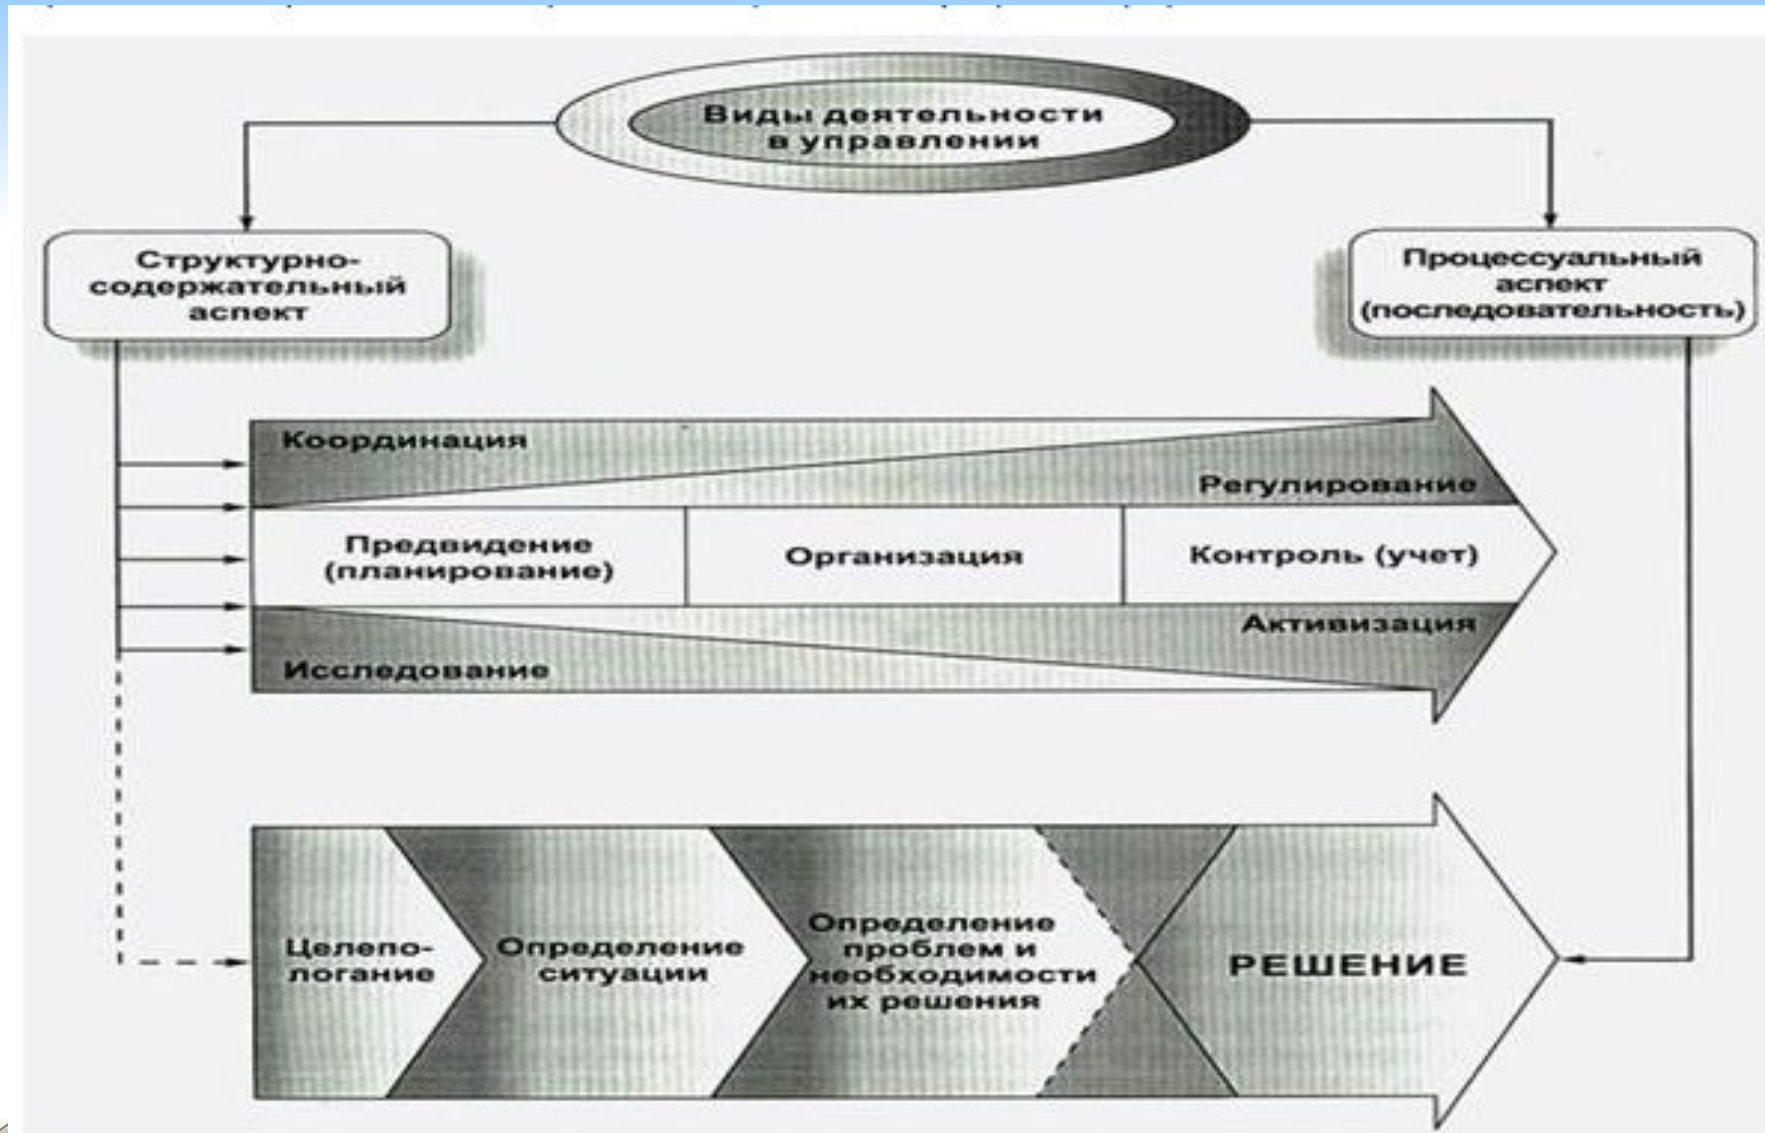 Виды деятельности
в управлении
Структурно-
содержательный
аспект
Процессуальный
аспект
(последовательность)
Координация
Регулирование
Предвидение
(планирование)
Организация
Контроль (учет)
Активизация
Исследование
Целепо-
логание
Определение
ситуации
Определение
проблем и
необходимости
их решения
РЕШЕНИЕ